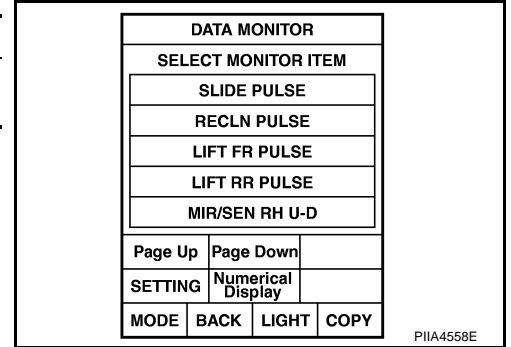 DATA MONITOR
SELECT MONITOR ITEM
SLIDE PULSE
RECLN PULSE
LIFT FR PULSE
LIFT RR PULSE
MIR/SEN RH U-D
Page Up Page Down
SETTING Numerical Display
MODE BACK LIGHT COPY
PIIA4558E